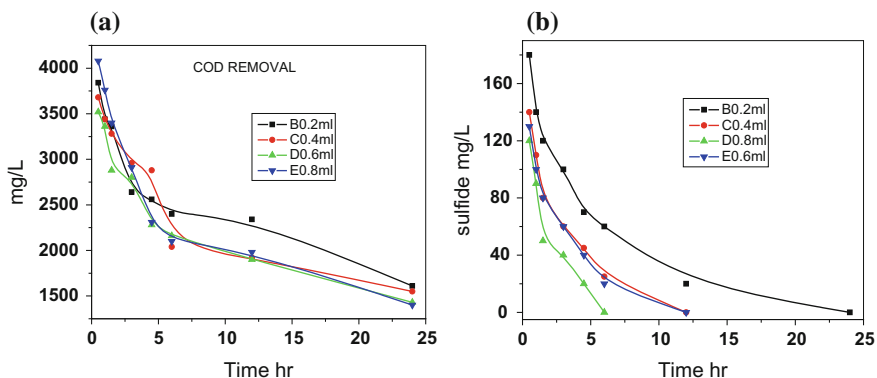 (a)
COD REMOVAL
B0.2ml
C0.4ml
D0.6ml
E0.8ml
mg/L
4000
3500
3000
2500
2000
1500
0
5
10
15
20
25
Time hr
(b)
B0.2ml
C0.4ml
D0.8ml
E0.6ml
sulfide mg/L
160
120
80
40
0
0
5
10
15
20
25
Time hr